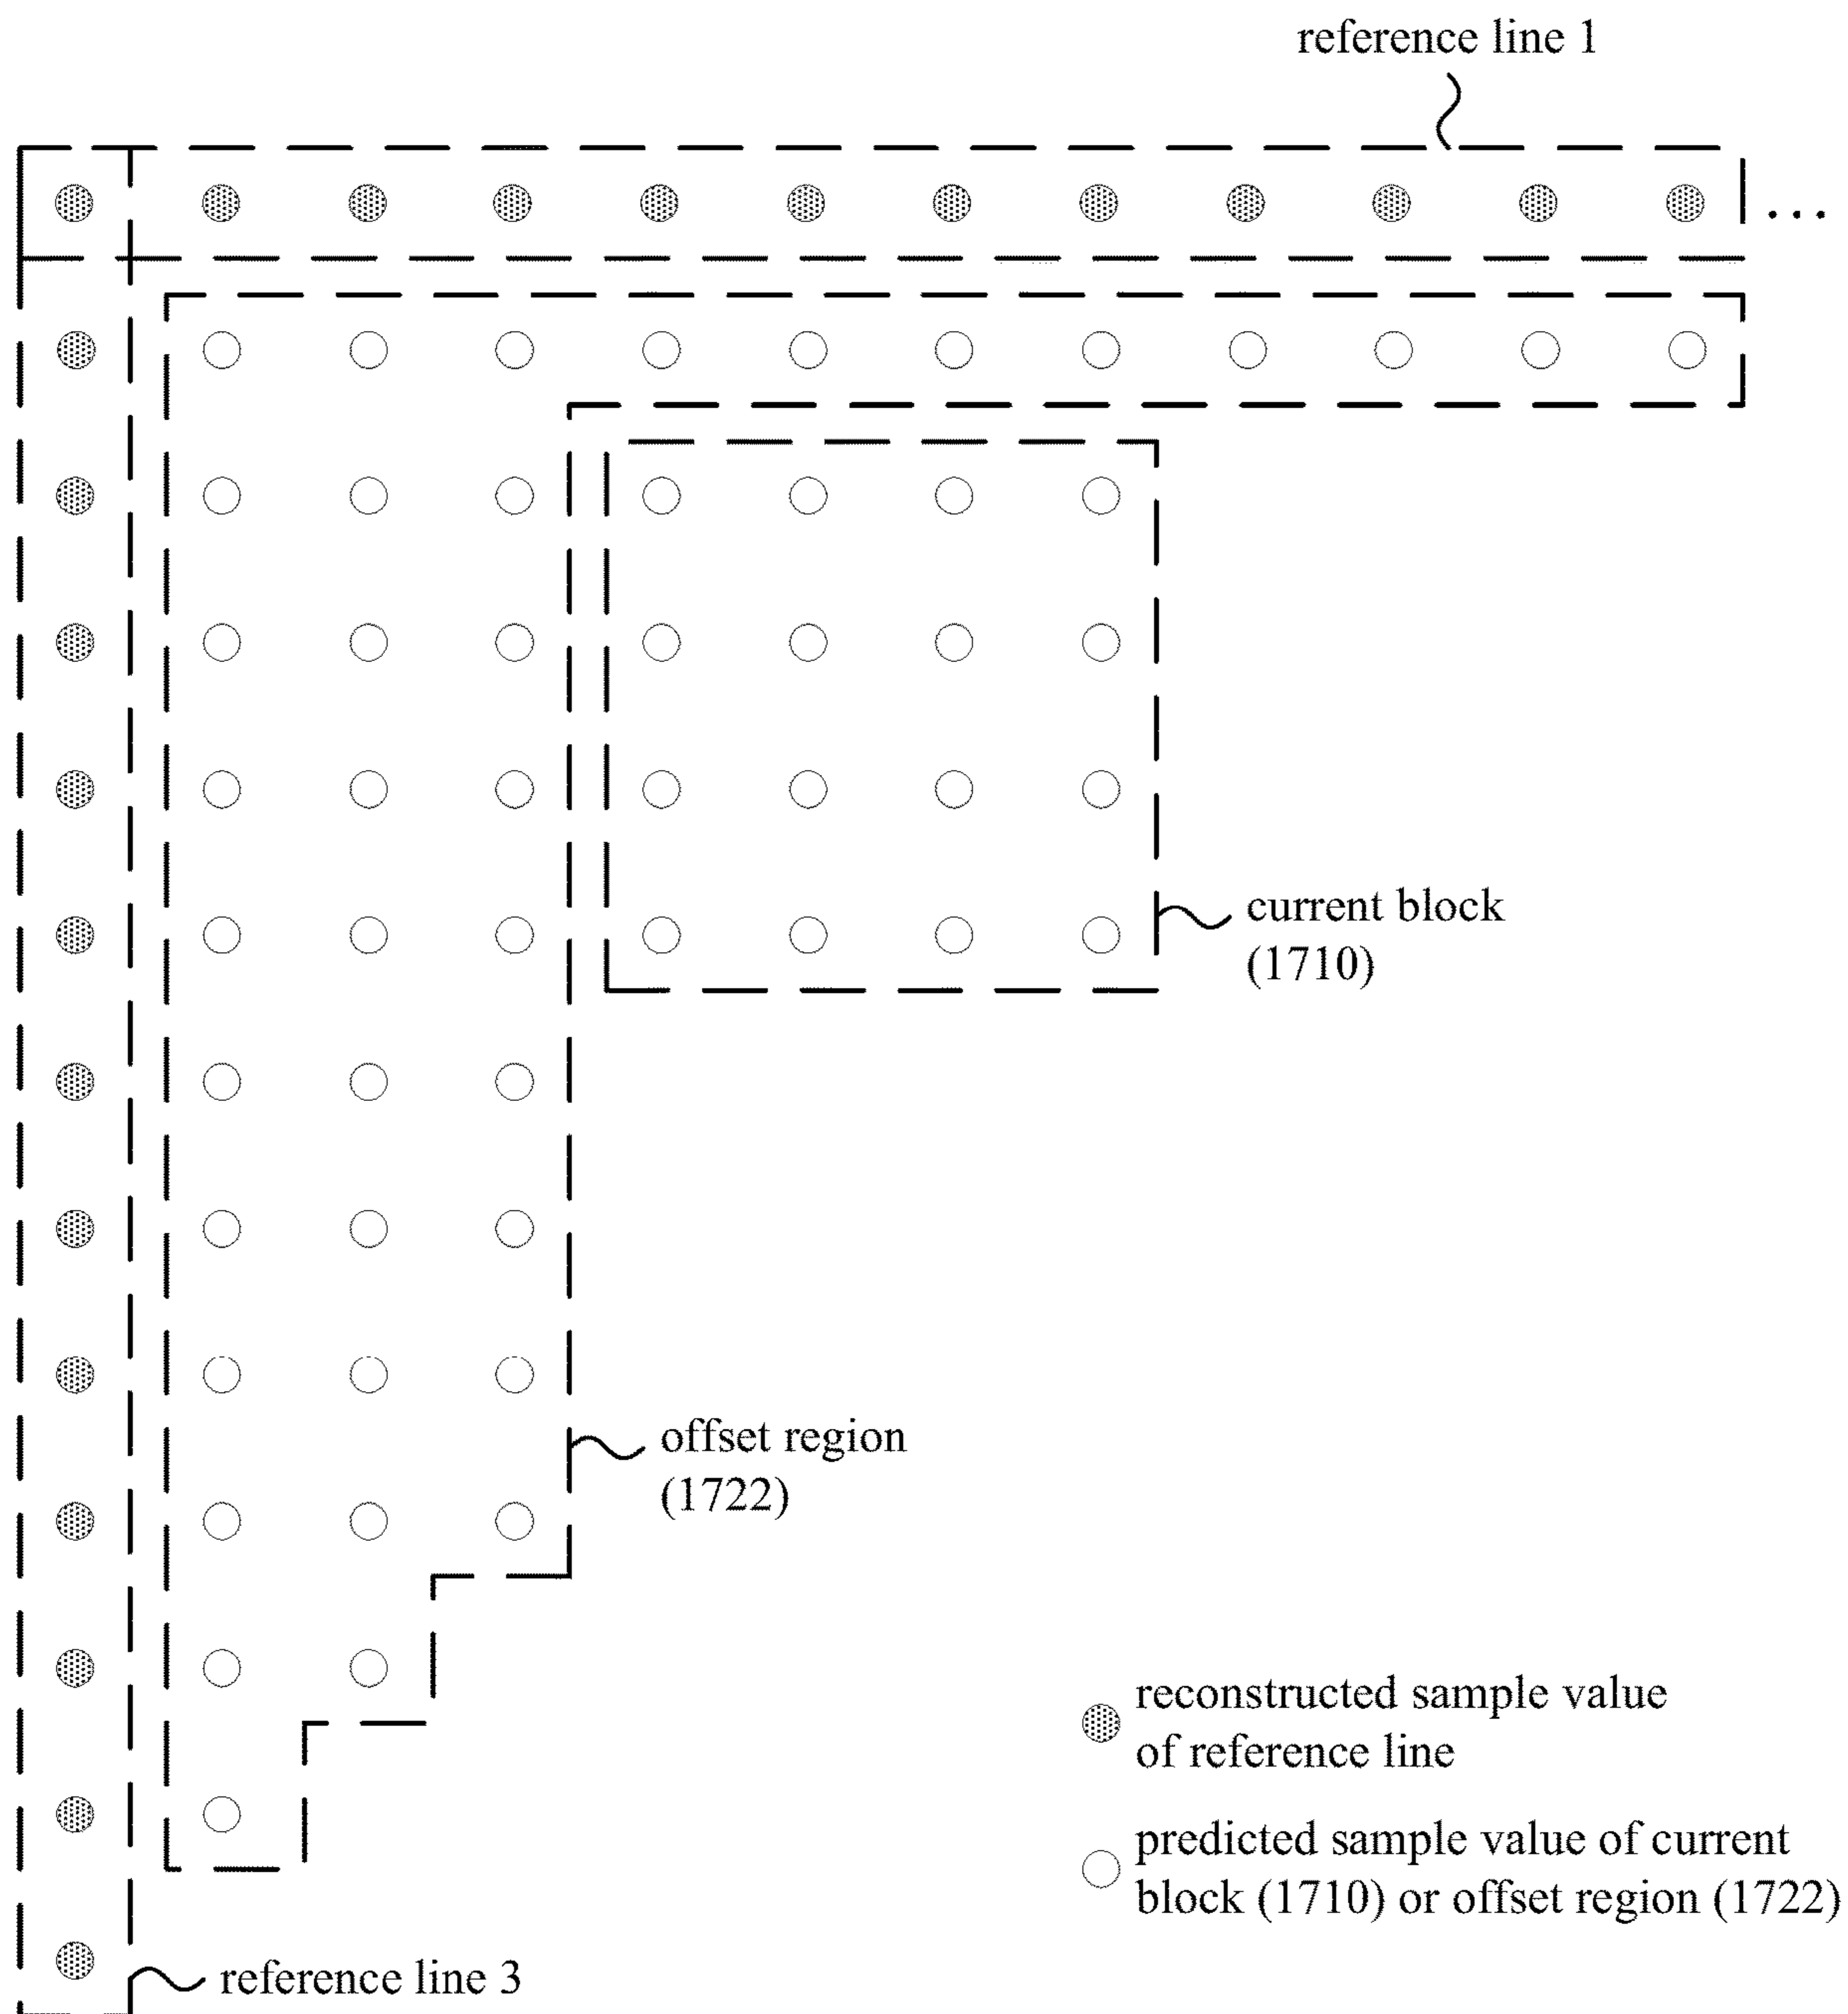 reference line 1
...
current block
(1710)
offset region
(1722)
reconstructed sample value
of reference line
predicted sample value of current
block (1710) or offset region (1722)
reference line 3